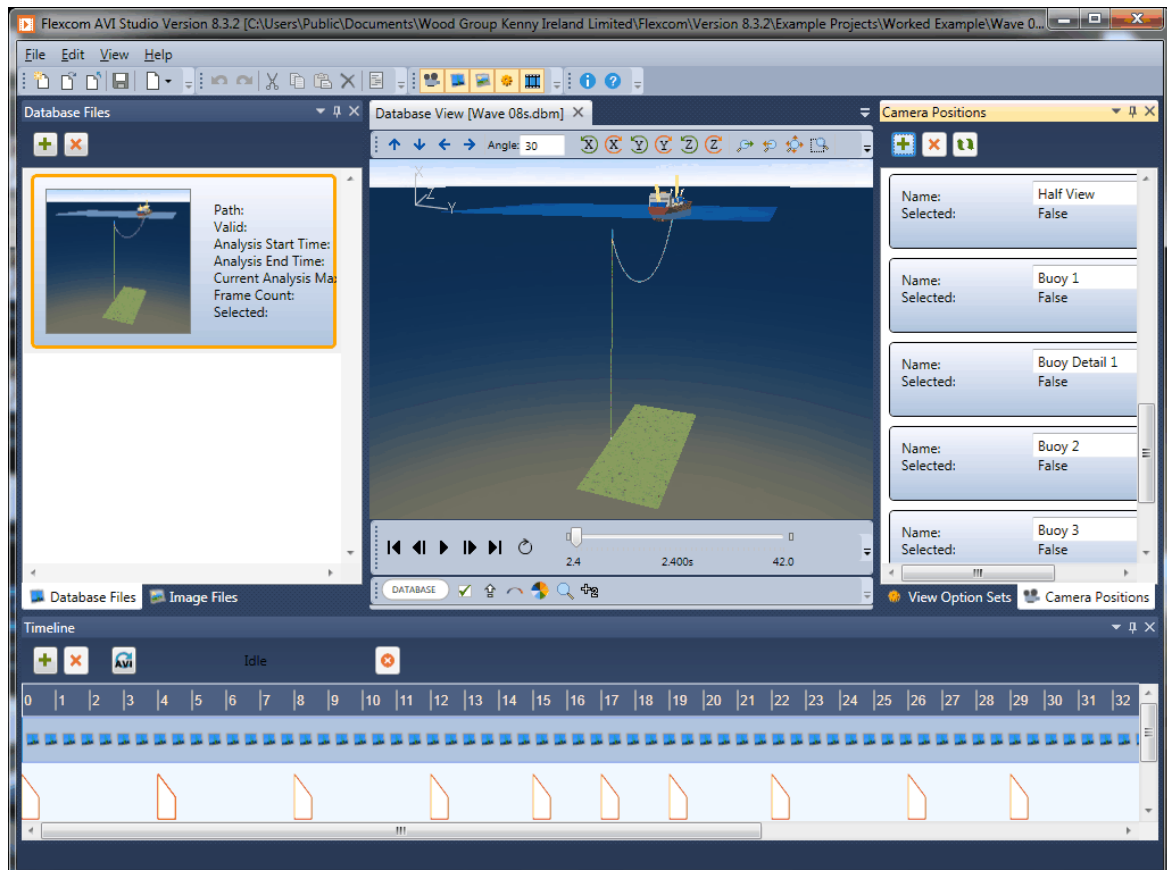 Flexcom AVI Studio Version 8.3.2 [C:\Users\Public\Documents\Wood Group Kenny Ireland Limited\Flexcom\Version 8.3.2\Example Projects\Worked Example\Wave 0...
File Edit View Help
Database Files
Path:
Valid:
Analysis Start Time:
Analysis End Time:
Current Analysis Ma
Frame Count:
Selected:
Database Files Image Files
Database View [Wave 08s.dbm]
Angle: 30 X X Y Y Z Z
X
Z
Y
2.4 2.400s 42.0
DATABASE
Camera Positions
Name: Half View
Selected: False
Name: Buoy 1
Selected: False
Name: Buoy Detail 1
Selected: False
Name: Buoy 2
Selected: False
Name: Buoy 3
Selected: False
View Option Sets Camera Positions
Timeline
AVI Idle
0 1 2 3 4 5 6 7 8 9 10 11 12 13 14 15 16 17 18 19 20 21 22 23 24 25 26 27 28 29 30 31 32